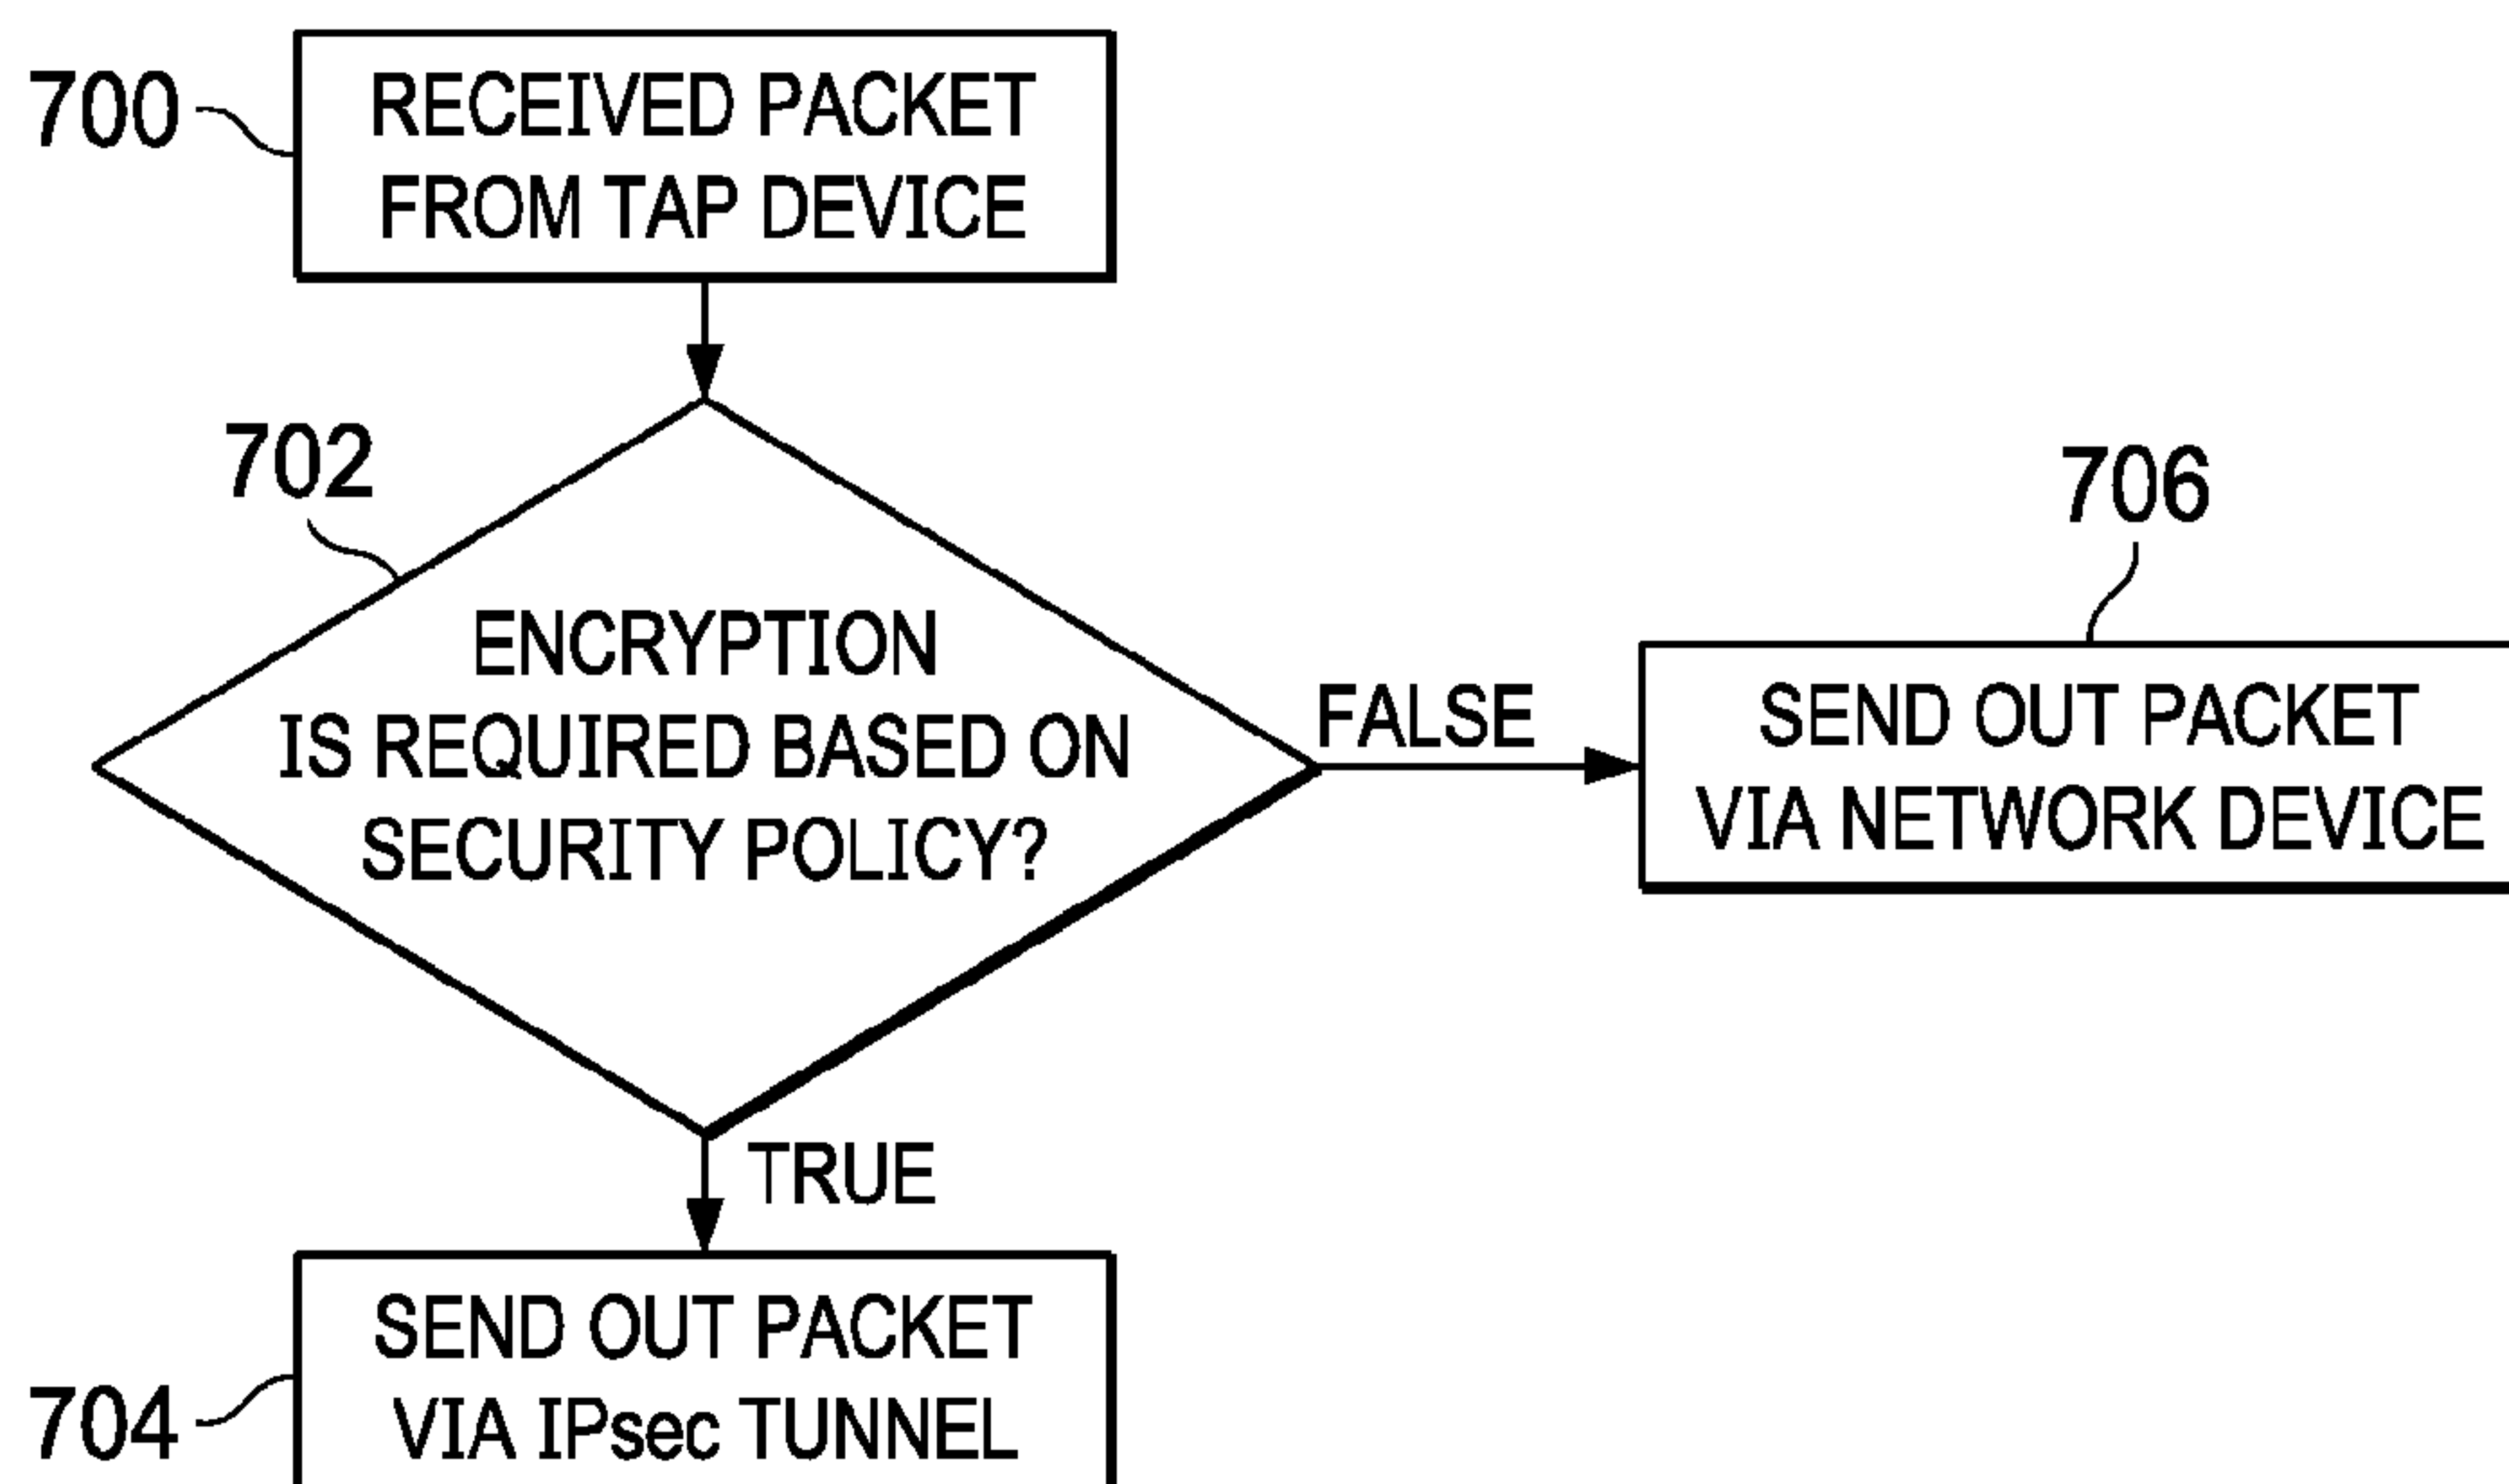 700
RECEIVED PACKET
FROM TAP DEVICE
702
ENCRYPTION
IS REQUIRED BASED ON
SECURITY POLICY?
FALSE
706
SEND OUT PACKET
VIA NETWORK DEVICE
TRUE
704
SEND OUT PACKET
VIA IPsec TUNNEL